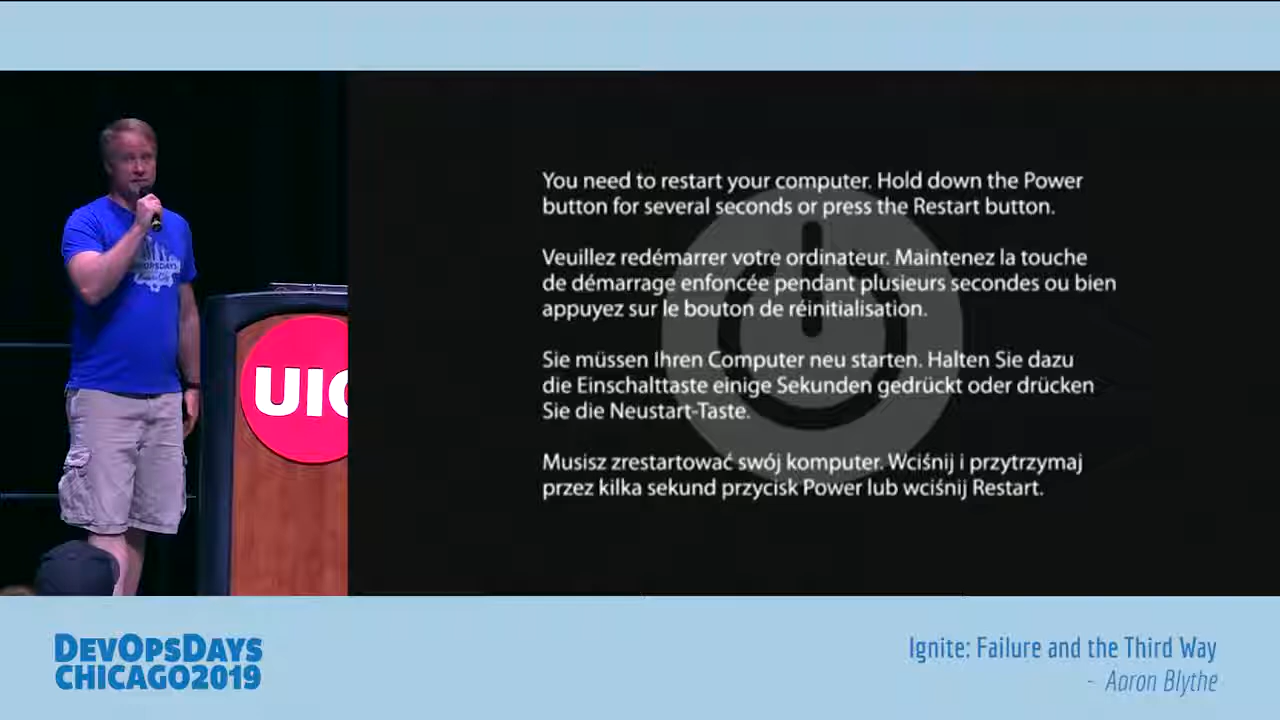 You need to restart your computer. Hold down the Power
button for several seconds or press the Restart button.
Veuillez redémarrer votre ordinateur. Maintenez la touche
de démarrage enfoncée pendant plusieurs secondes ou bien
appuyez sur le bouton de réinitialisation.
Sie müssen Ihren Computer neu starten. Halten Sie dazu
die Einschalttaste einige Sekunden gedrückt oder drücken
Sie die Neustart-Taste.
Musisz zrestartować swój komputer. Wciśnij i przytrzymaj
przez kilka sekund przycisk Power lub wciśnij Restart.
UIC
DEVOPSDAYS
CHICAGO2019
Ignite: Failure and the Third Way
- Aaron Blythe